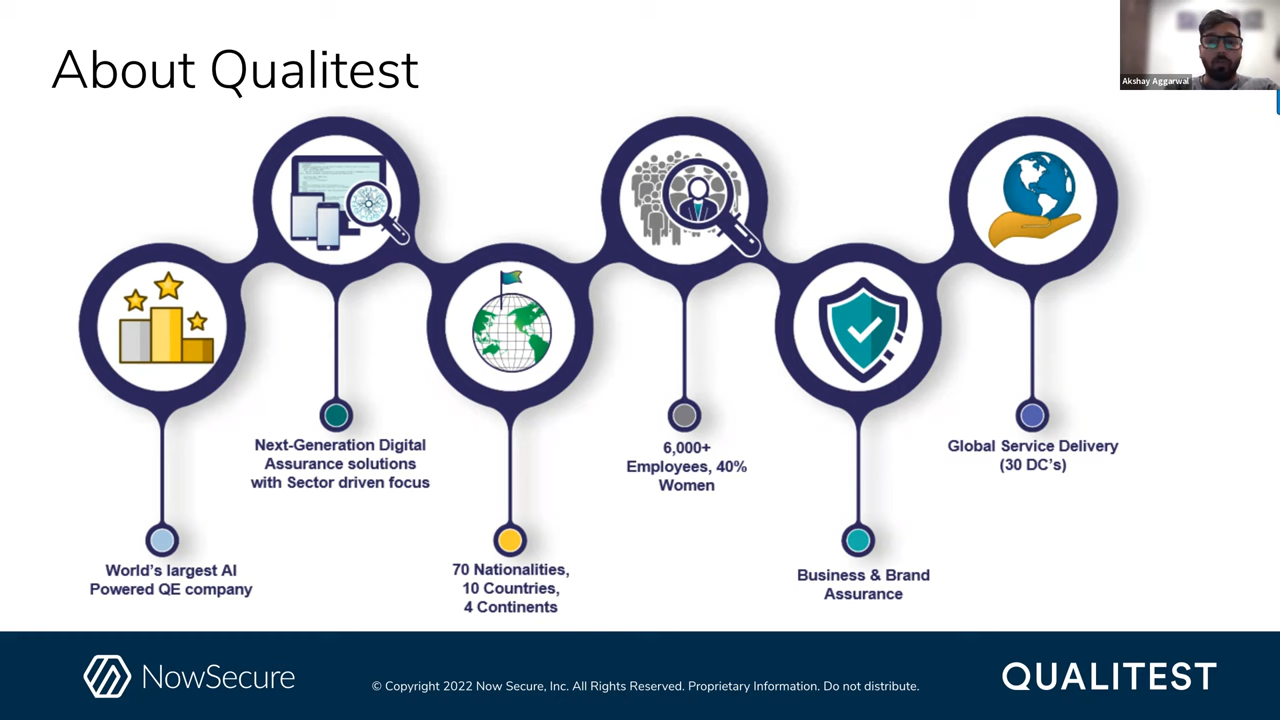 About Qualitest
Akshay Aggarwal
World's largest AI
Powered QE company
Next-Generation Digital
Assurance solutions
with Sector driven focus
70 Nationalities,
10 Countries,
4 Continents
6,000+
Employees, 40%
Women
Business & Brand
Assurance
Global Service Delivery
(30 DC's)
NowSecure
© Copyright 2022 Now Secure, Inc. All Rights Reserved. Proprietary Information. Do not distribute.
QUALITEST